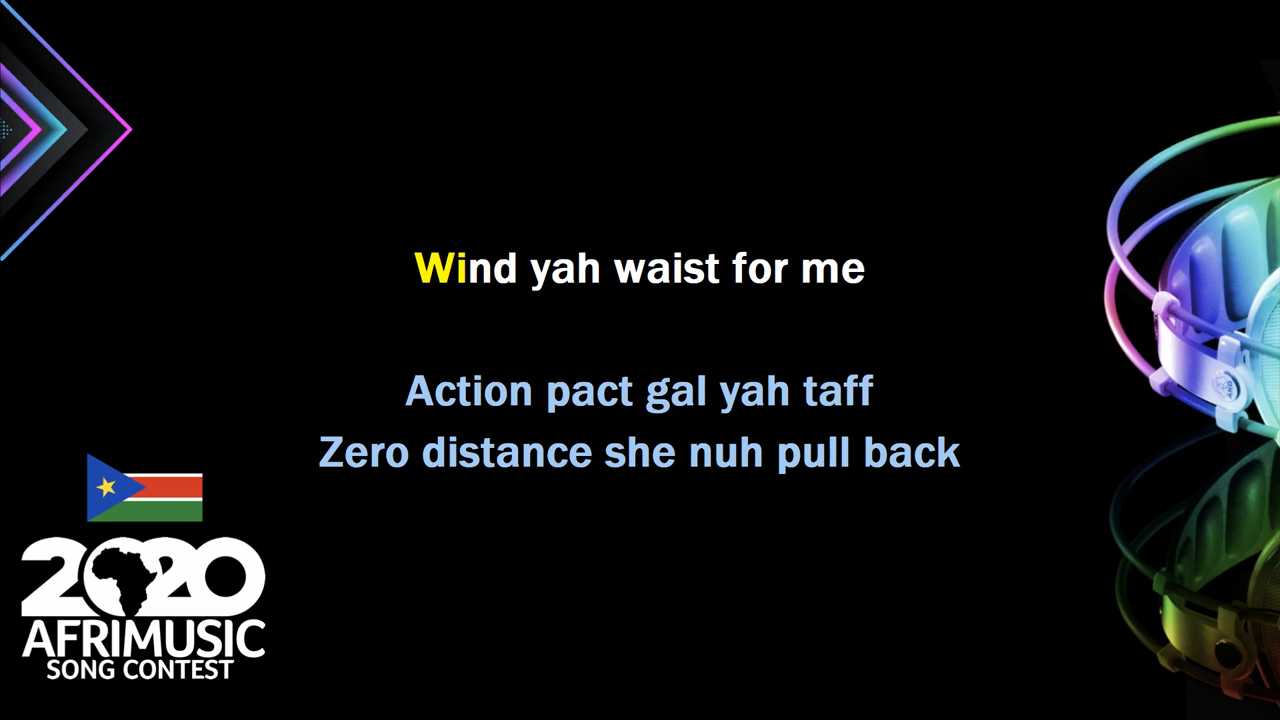 Wind yah waist for me
Action pact gal yah taff
Zero distance she nuh pull back
2020
AFRIMUSIC
SONG CONTEST
AKG